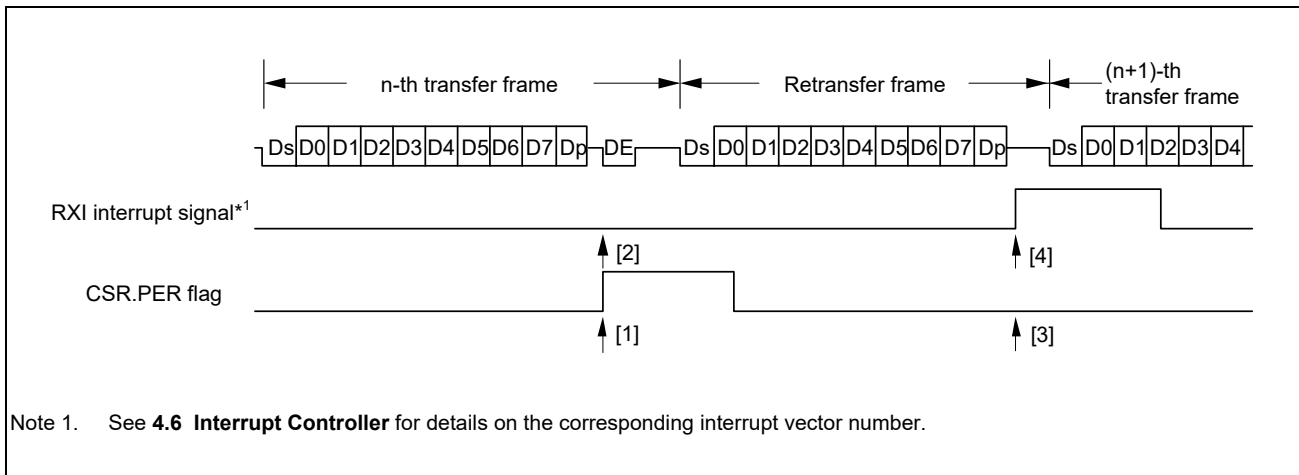 n-th transfer frame Retransfer frame (n+1)-th
transfer frame
Ds D0 D1 D2 D3 D4 D5 D6 D7 Dp DE Ds D0 D1 D2 D3 D4 D5 D6 D7 Dp Ds D0 D1 D2 D3 D4
RXI interrupt signal*1
[2] [4]
CSR.PER flag
[1] [3]
Note 1. See 4.6 Interrupt Controller for details on the corresponding interrupt vector number.